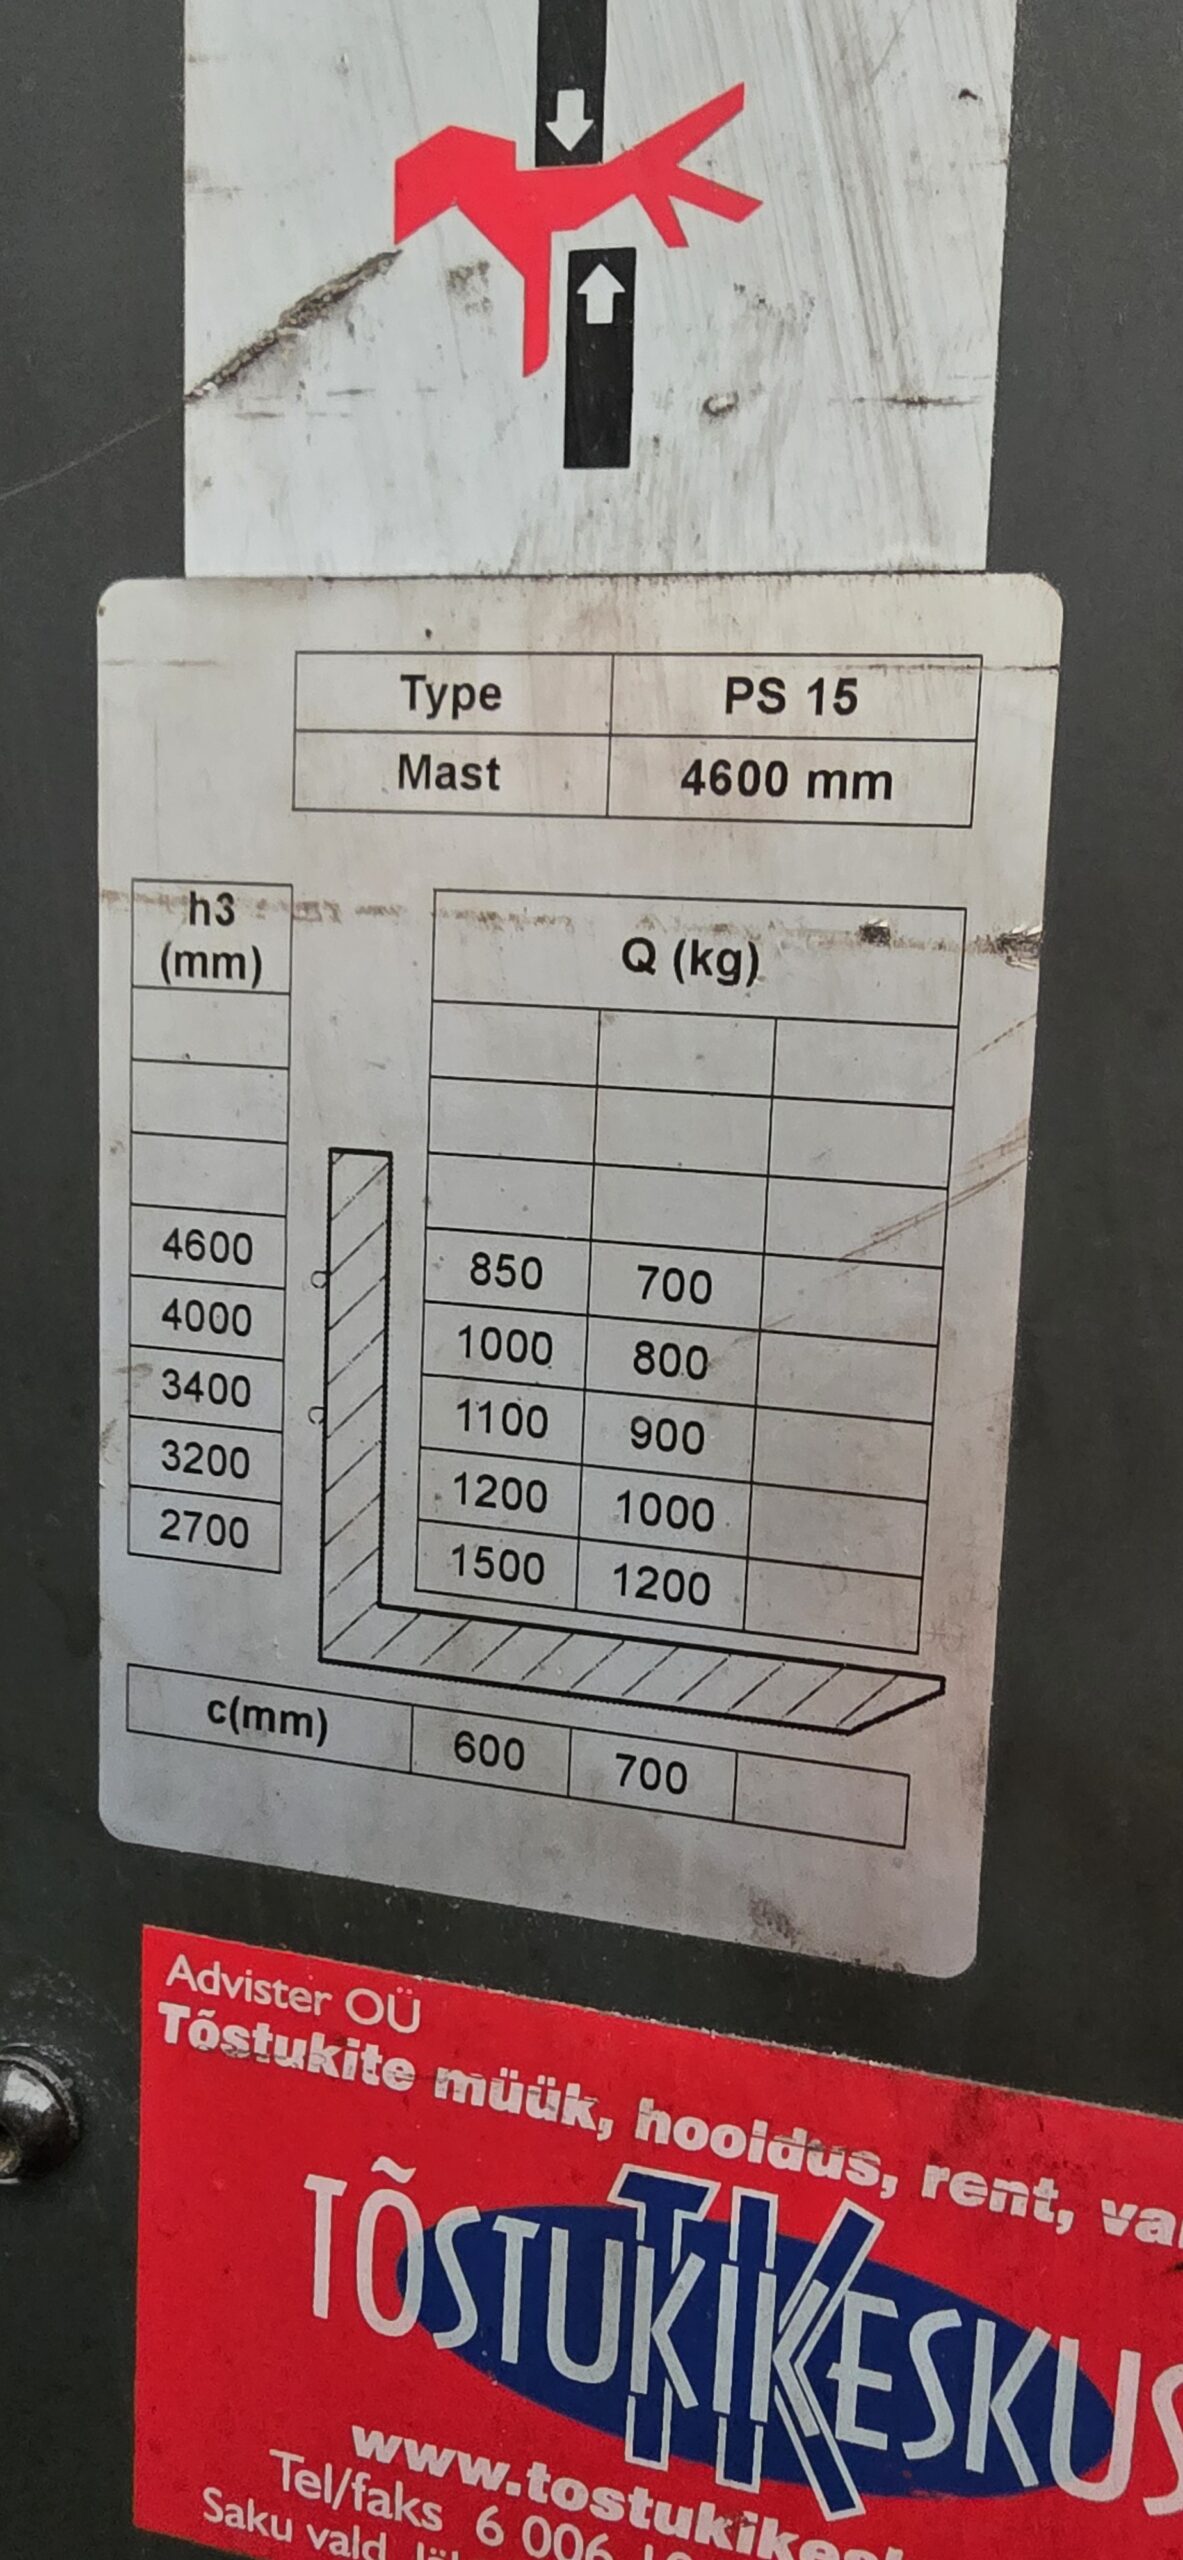 Type PS 15
Mast 4600 mm
h3 (mm) Q (kg)
4600 850 700
4000 1000 800
3400 1100 900
3200 1200 1000
2700 1500 1200
c(mm) 600 700
Advister OÜ
Tõstukite müük, hooldus, rent,
TK
TÕSTUKIKESKUS
Tel/faks 6 006
Saku vald